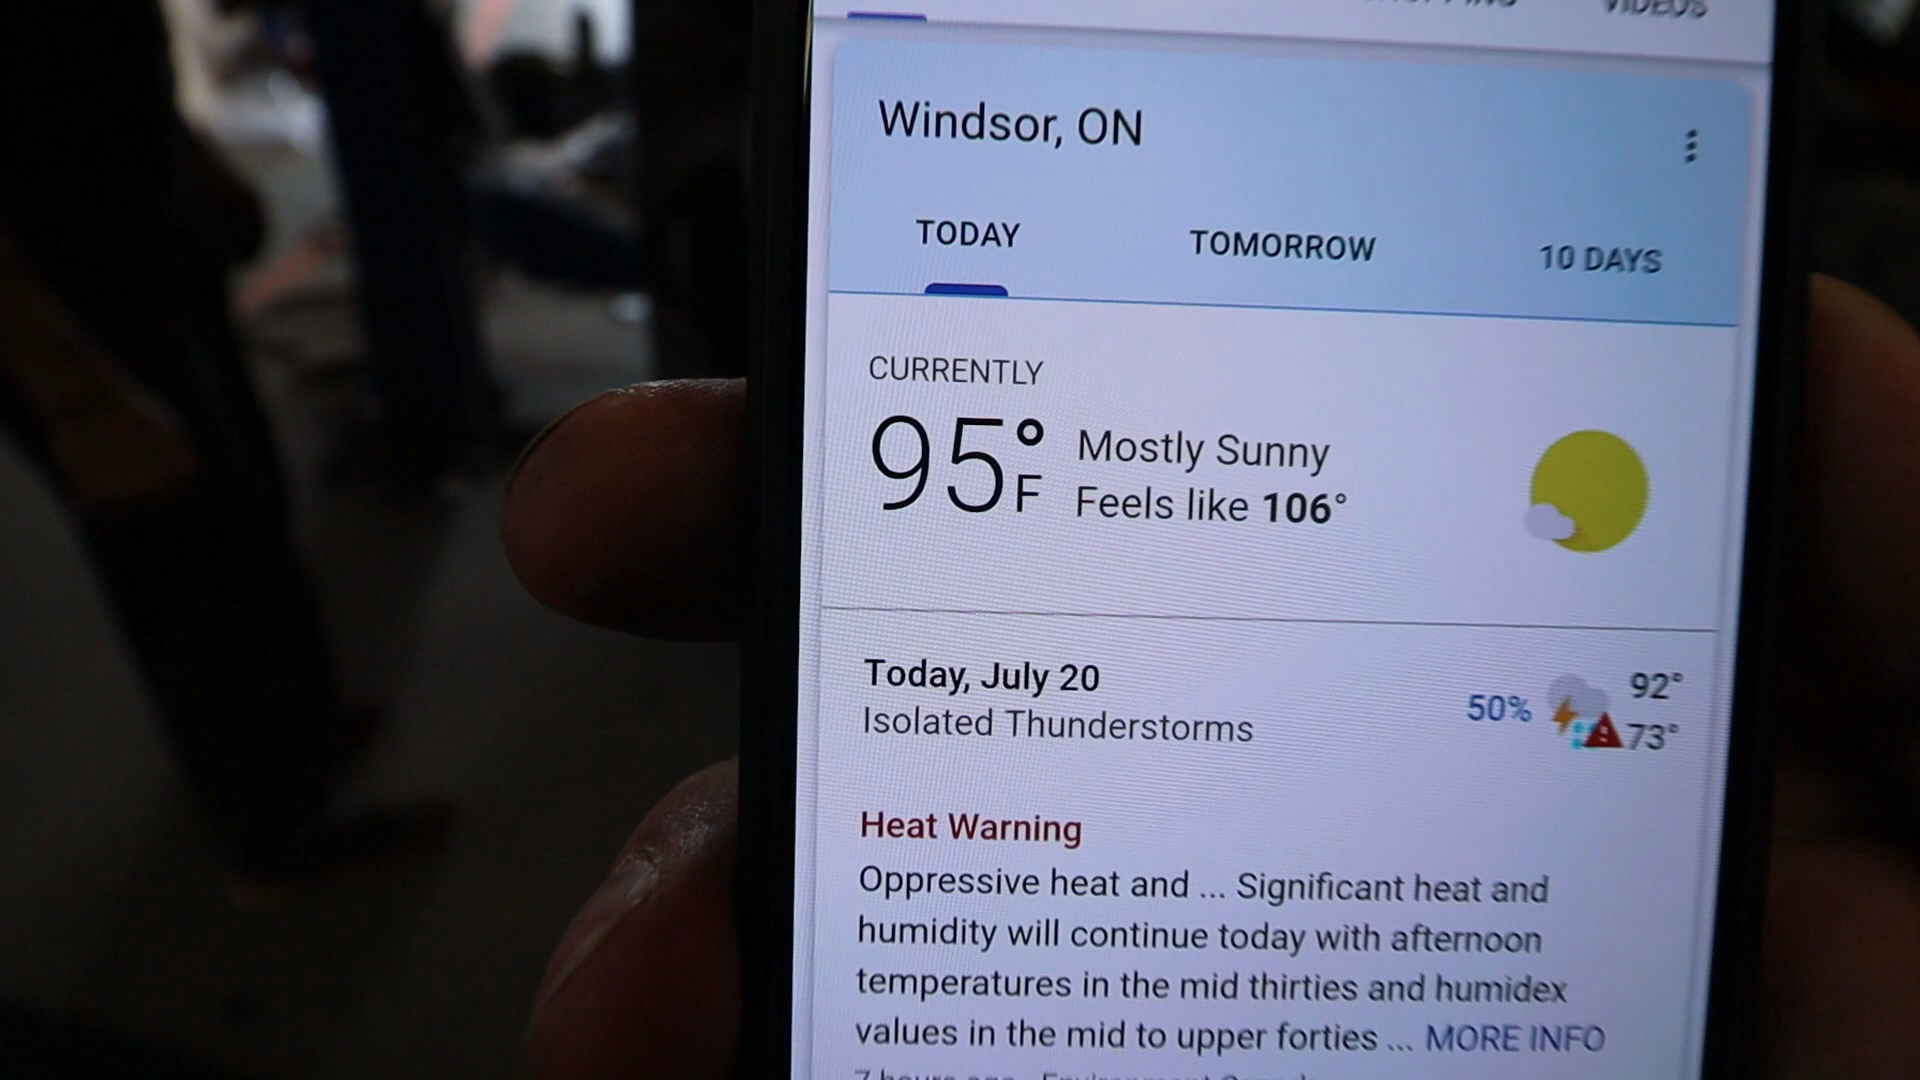 VIDEOS
Windsor, ON
TODAY
TOMORROW
10 DAYS
CURRENTLY
95°F
Mostly Sunny
Feels like 106°
Today, July 20
Isolated Thunderstorms
50%
92°
73°
Heat Warning
Oppressive heat and ... Significant heat and
humidity will continue today with afternoon
temperatures in the mid thirties and humidex
values in the mid to upper forties ... MORE INFO